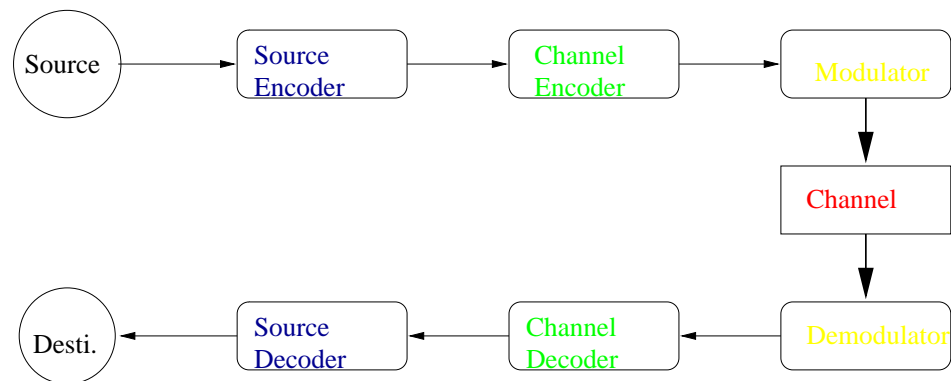 Source
Source
Encoder
Channel
Encoder
Modulator
Channel
Desti.
Source
Decoder
Channel
Decoder
Demodulator